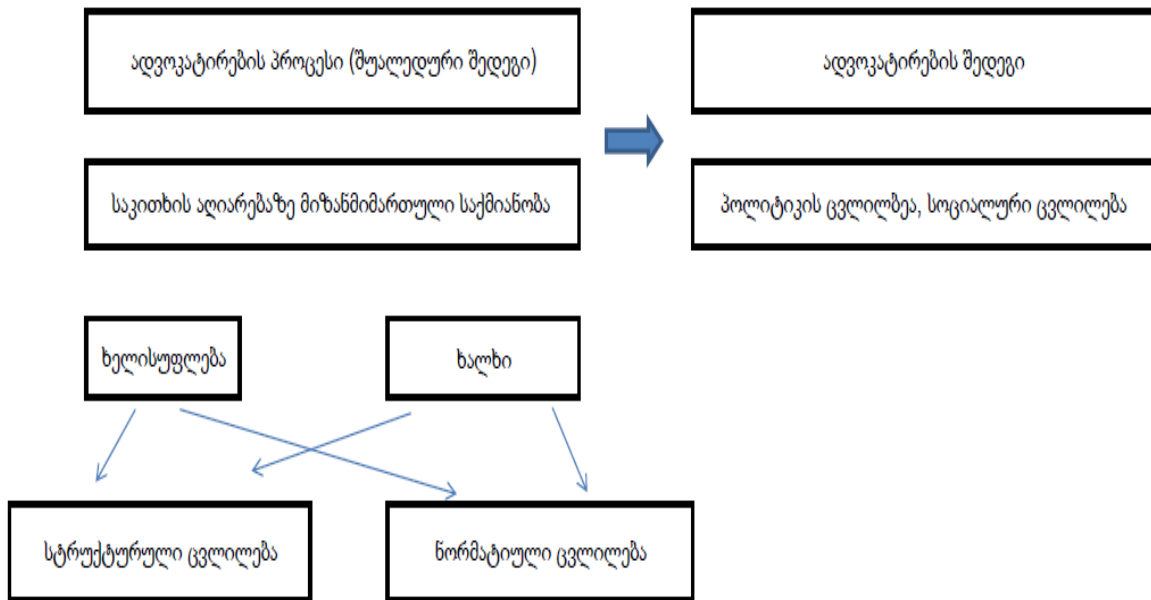 ადვოკატირების პროცესი (შუალედური შედეგი)
ადვოკატირების შედეგი
საკითხის აღიარებაზე მიზანმიმართული საქმიანობა
პოლიტიკის ცვლილბეა, სოციალური ცვლილება
ხელისუფლება
ხალხი
სტრუქტურული ცვლილება
ნორმატიული ცვლილება